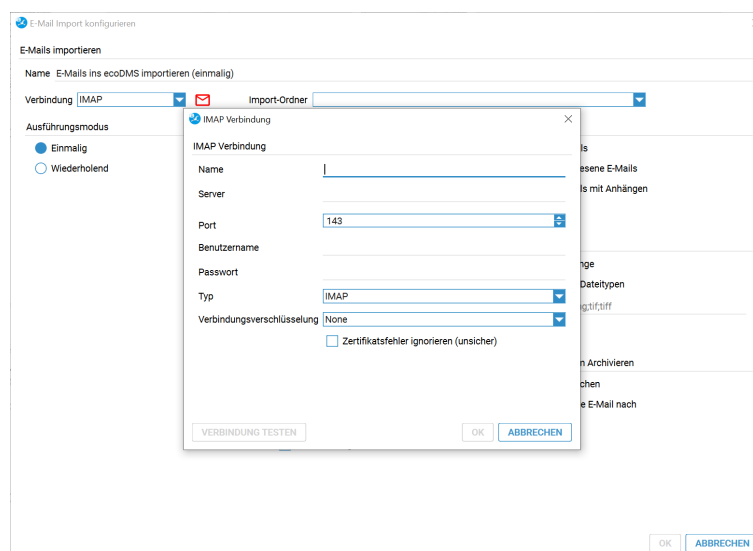 E-Mail Import konfigurieren
E-Mails importieren
Name E-Mails ins ecoDMS importieren (einmalig)
Verbindung IMAP Import-Ordner
Ausführungsmodus
Einmalig
Wiederholend
IMAP Verbindung
IMAP Verbindung
Name
Server
Port 143
Benutzername
Passwort
Typ IMAP
Verbindungsverschlüsselung None
Zertifikatsfehler ignorieren (unsicher)
VERBINDUNG TESTEN OK ABBRECHEN
ls
esene E-Mails
ls mit Anhängen
nge
Dateitypen
g;tif;tiff
n Archivieren
chen
e E-Mail nach
OK ABBRECHEN